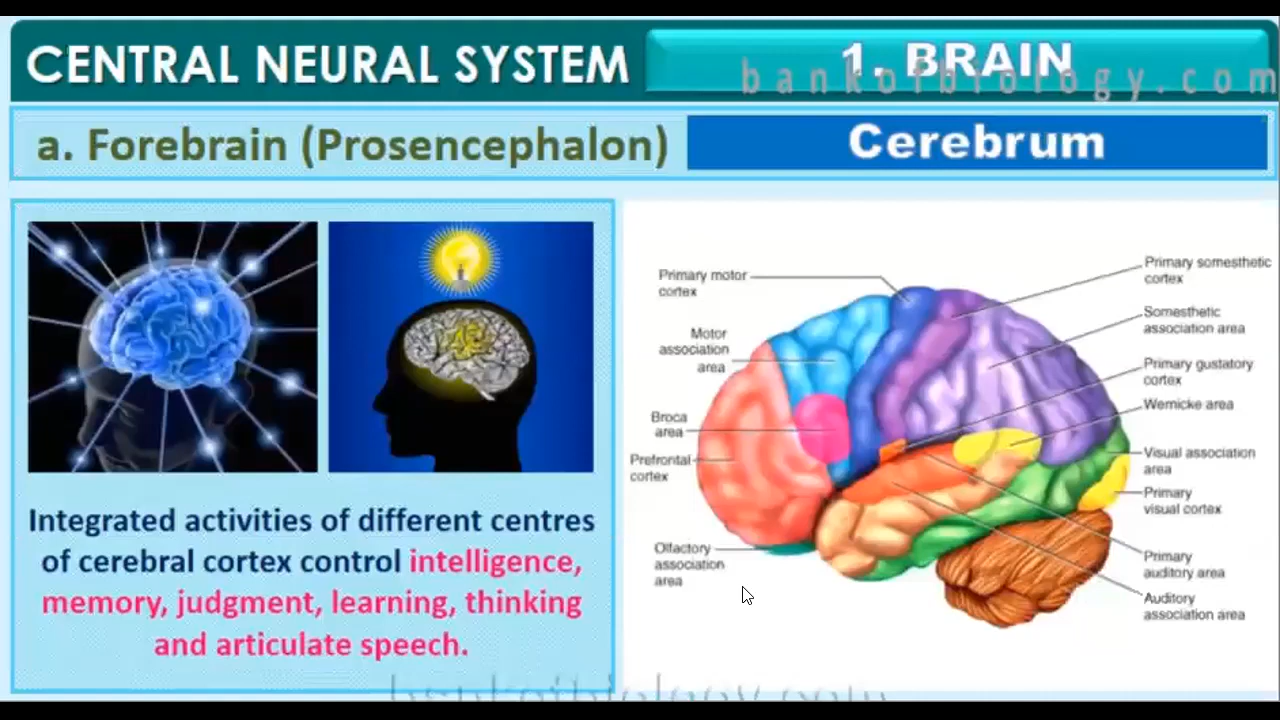 CENTRAL NEURAL SYSTEM
1. BRAIN
bankofbiology.com
a. Forebrain (Prosencephalon)
Cerebrum
Integrated activities of different centres
of cerebral cortex control intelligence,
memory, judgment, learning, thinking
and articulate speech.
Primary motor
cortex
Motor
association
area
Broca
area
Prefrontal
cortex
Olfactory
association
area
Primary somesthetic
cortex
Somesthetic
association area
Primary gustatory
cortex
Wernicke area
Visual association
area
Primary
visual cortex
Primary
auditory area
Auditory
association area
bankofbiology.com